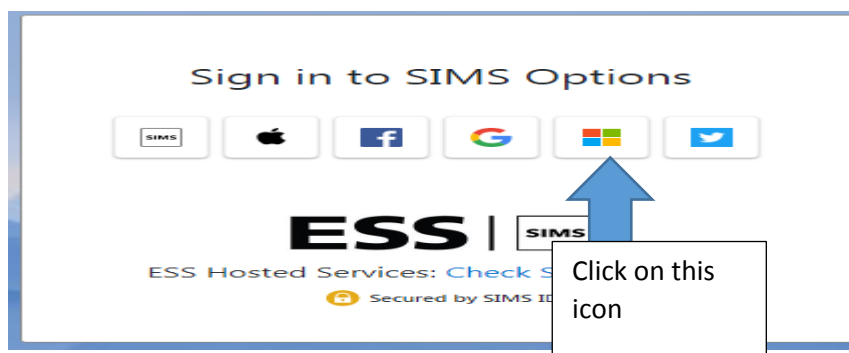 Sign in to SIMS Options
SIMS
ESS | SIMS
ESS Hosted Services: Check S
Secured by SIMS I
Click on this
icon